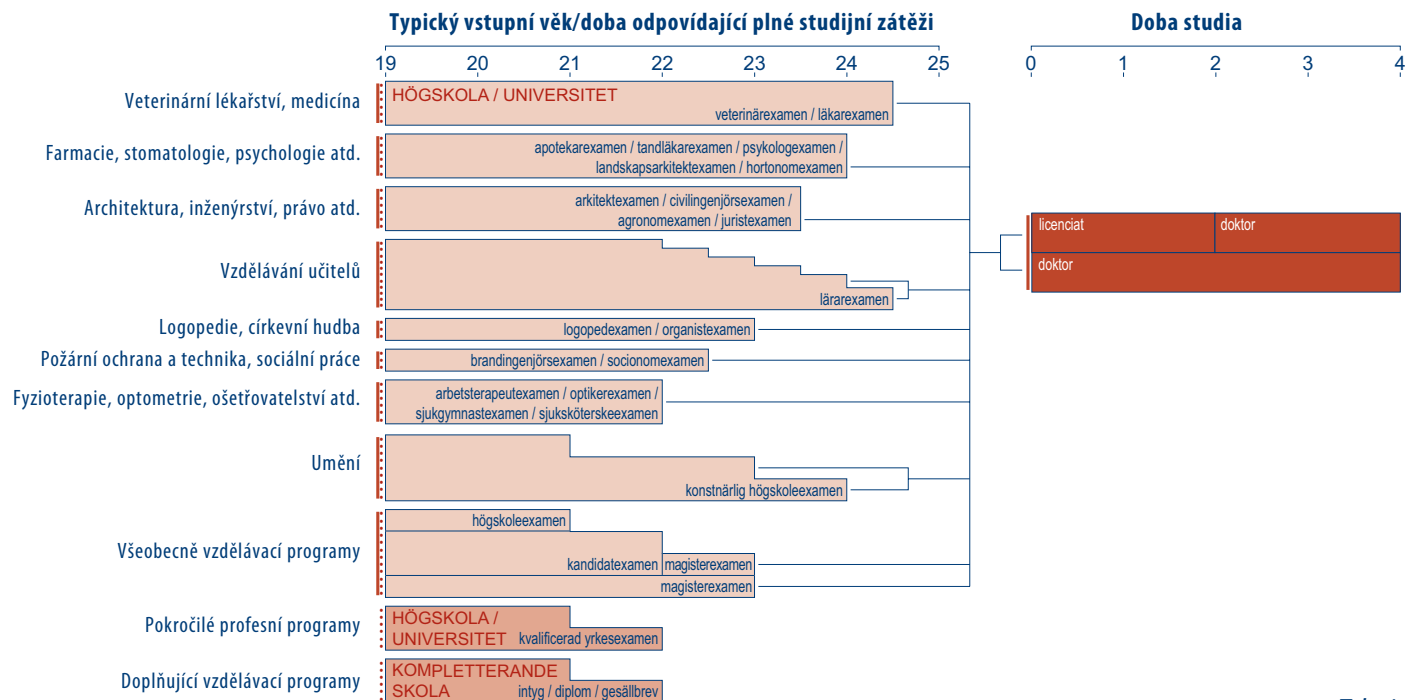 Typický vstupní věk/doba odpovídající plné studijní zátěži
Doba studia
19 20 21 22 23 24 25
0 1 2 3 4
Veterinární lékařství, medicína
HÖGSKOLA / UNIVERSITET
veterinärexamen / läkarexamen
Farmacie, stomatologie, psychologie atd.
apotekarexamen / tandläkarexamen / psykologexamen /
landskapsarkitektexamen / hortonomexamen
Architektura, inženýrství, právo atd.
arkitektexamen / civilingenjörsexamen /
agronomexamen / juristexamen
licenciat
doktor
doktor
Vzdělávání učitelů
lärarexamen
Logopedie, církevní hudba
logopedexamen / organistexamen
Požární ochrana a technika, sociální práce
brandingenjörsexamen / socionomexamen
Fyzioterapie, optometrie, ošetřovatelství atd.
arbetsterapeutexamen / optikerexamen /
sjukgymnastexamen / sjuksköterskeexamen
Umění
konstnärlig högskoleexamen
Všeobecně vzdělávací programy
högskoleexamen
kandidatexamen
magisterexamen
magisterexamen
Pokročilé profesní programy
HÖGSKOLA /
UNIVERSITET
kvalificerad yrkesexamen
Doplňující vzdělávací programy
KOMPLETTERANDE
SKOLA
intyg / diplom / gesällbrev